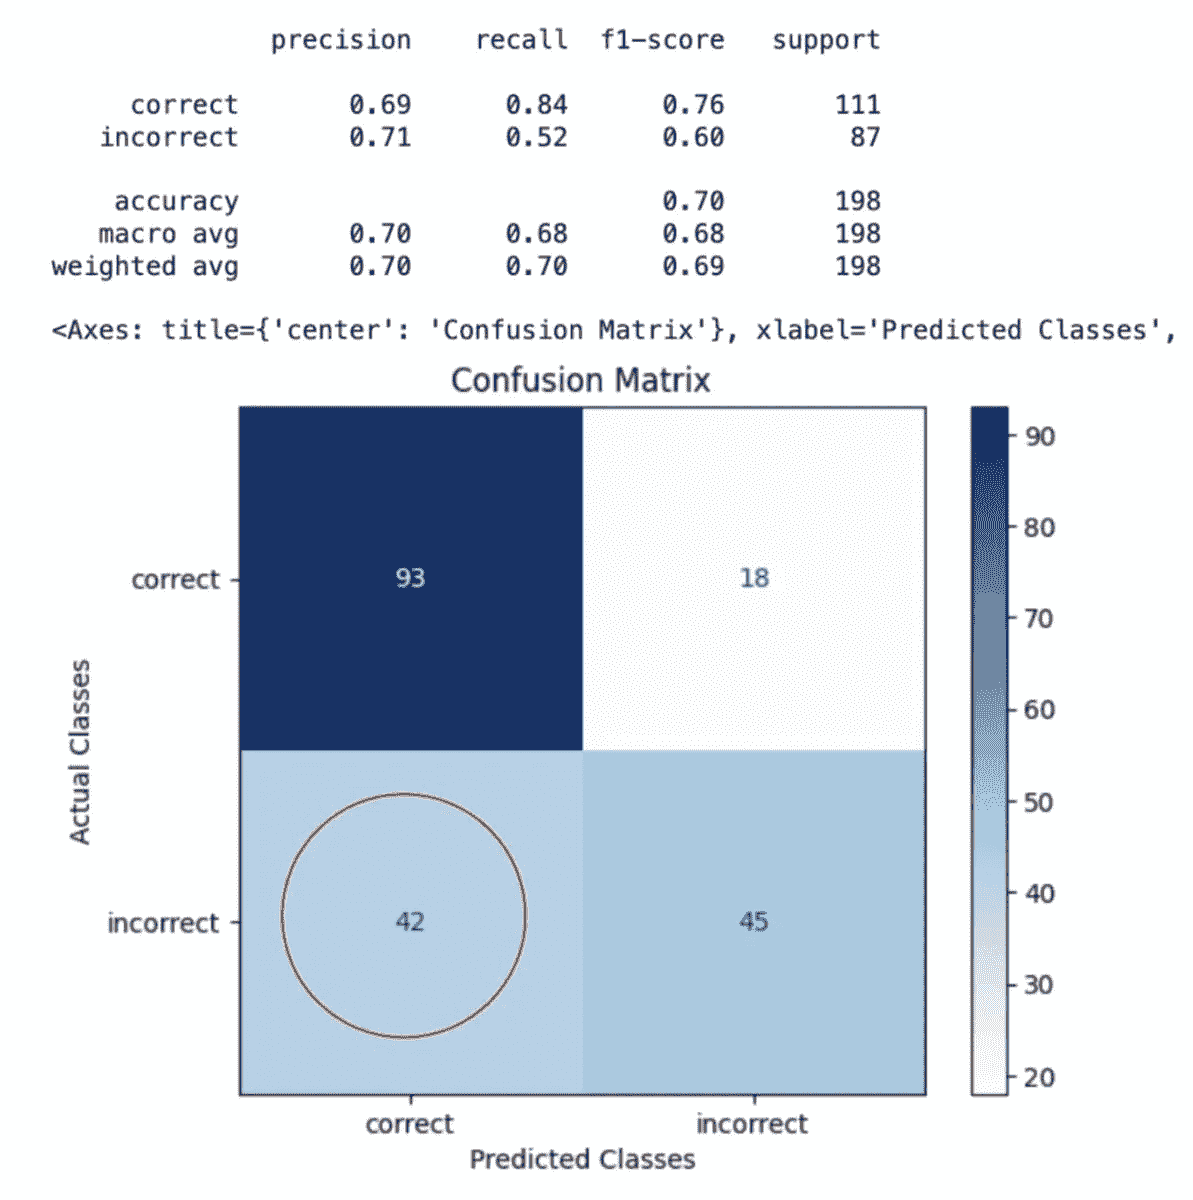 precision recall f1-score support
correct 0.69 0.84 0.76 111
incorrect 0.71 0.52 0.60 87
accuracy 0.70 198
macro avg 0.70 0.68 0.68 198
weighted avg 0.70 0.70 0.69 198
<Axes: title={'center': 'Confusion Matrix'}, xlabel='Predicted Classes',
Confusion Matrix
Actual Classes
correct
93
18
incorrect
42
45
correct
incorrect
Predicted Classes
90
80
70
60
50
40
30
20